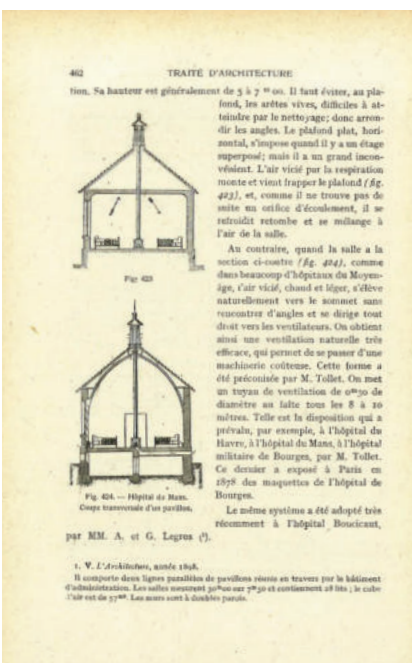 462 TRAITÉ D'ARCHITECTURE
tion. Sa hauteur est généralement de 5 à 7 m 00. Il faut éviter, au pla-
fond, les arêtes vives, difficiles à at-
teindre par le nettoyage; donc arron-
dir les angles. Le plafond plat, hori-
zontal, s'impose quand il y a un étage
superposé; mais il a un grand incon-
vénient. L'air vicié par la respiration
monte et vient frapper le plafond (fig.
423), et, comme il ne trouve pas de
suite un orifice d'écoulement, il se
refroidit retombe et se mélange à
l'air de la salle.
Fig. 423
Au contraire, quand la salle a la
section ci-contre (fig. 424), comme
dans beaucoup d'hôpitaux du Moyen-
âge, l'air vicié, chaud et léger, s'élève
naturellement vers le sommet sans
rencontrer d'angles et se dirige tout
droit vers les ventilateurs. On obtient
ainsi une ventilation naturelle très
efficace, qui permet de se passer d'une
machinerie coûteuse. Cette forme a
été préconisée par M. Tollet. On met
un tuyau de ventilation de 0m30 de
diamètre au faîte tous les 8 à 10
mètres. Telle est la disposition qui a
prévalu, par exemple, à l'hôpital du
Havre, à l'hôpital du Mans, à l'hôpital
militaire de Bourges, par M. Tollet.
Ce dernier a exposé à Paris en
1878 des maquettes de l'hôpital de
Bourges.
Fig. 424. — Hôpital du Mans.
Coupe transversale d'un pavillon.
Le même système a été adopté très
récemment à l'hôpital Boucicaut,
par MM. A. et G. Legros (1).
1. V. L'Architecture, année 1898.
Il comporte deux lignes parallèles de pavillons réunis en travers par le bâtiment
d'administration. Les salles mesurent 30m00 sur 7m30 et contiennent 28 lits ; le cube
d'air est de 57m3. Les murs sont à doubles parois.